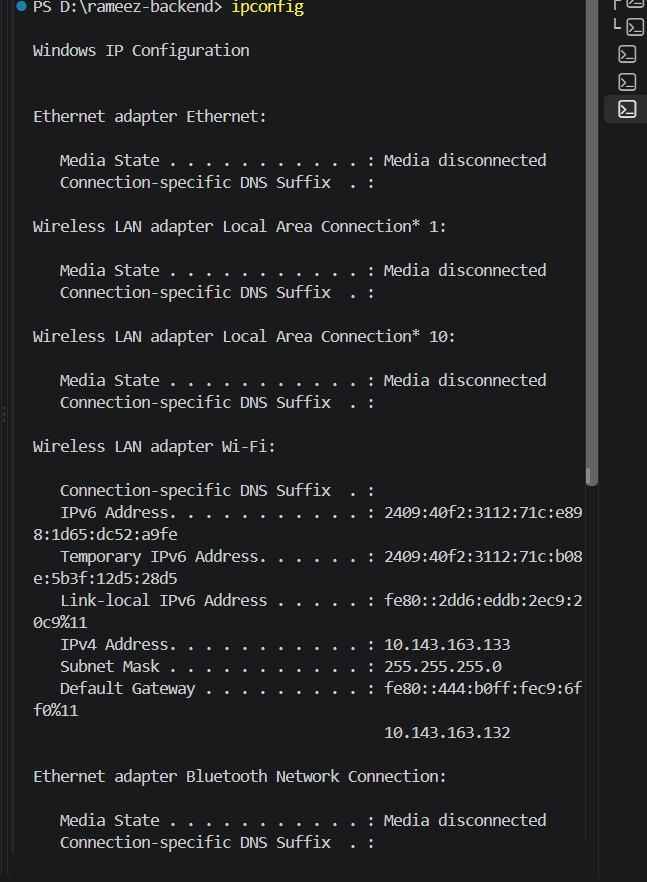 PS D:\rameez-backend> ipconfig
Windows IP Configuration
Ethernet adapter Ethernet:
Media State . . . . . . . . . . . : Media disconnected
Connection-specific DNS Suffix  . :
Wireless LAN adapter Local Area Connection* 1:
Media State . . . . . . . . . . . : Media disconnected
Connection-specific DNS Suffix  . :
Wireless LAN adapter Local Area Connection* 10:
Media State . . . . . . . . . . . : Media disconnected
Connection-specific DNS Suffix  . :
Wireless LAN adapter Wi-Fi:
Connection-specific DNS Suffix  . :
IPv6 Address. . . . . . . . . . . : 2409:40f2:3112:71c:e89
8:1d65:dc52:a9fe
Temporary IPv6 Address. . . . . . : 2409:40f2:3112:71c:b08
e:5b3f:12d5:28d5
Link-local IPv6 Address . . . . . : fe80::2dd6:eddb:2ec9:2
0c9%11
IPv4 Address. . . . . . . . . . . : 10.143.163.133
Subnet Mask . . . . . . . . . . . : 255.255.255.0
Default Gateway . . . . . . . . . : fe80::444:b0ff:fec9:6f
f0%11
10.143.163.132
Ethernet adapter Bluetooth Network Connection:
Media State . . . . . . . . . . . : Media disconnected
Connection-specific DNS Suffix  . :